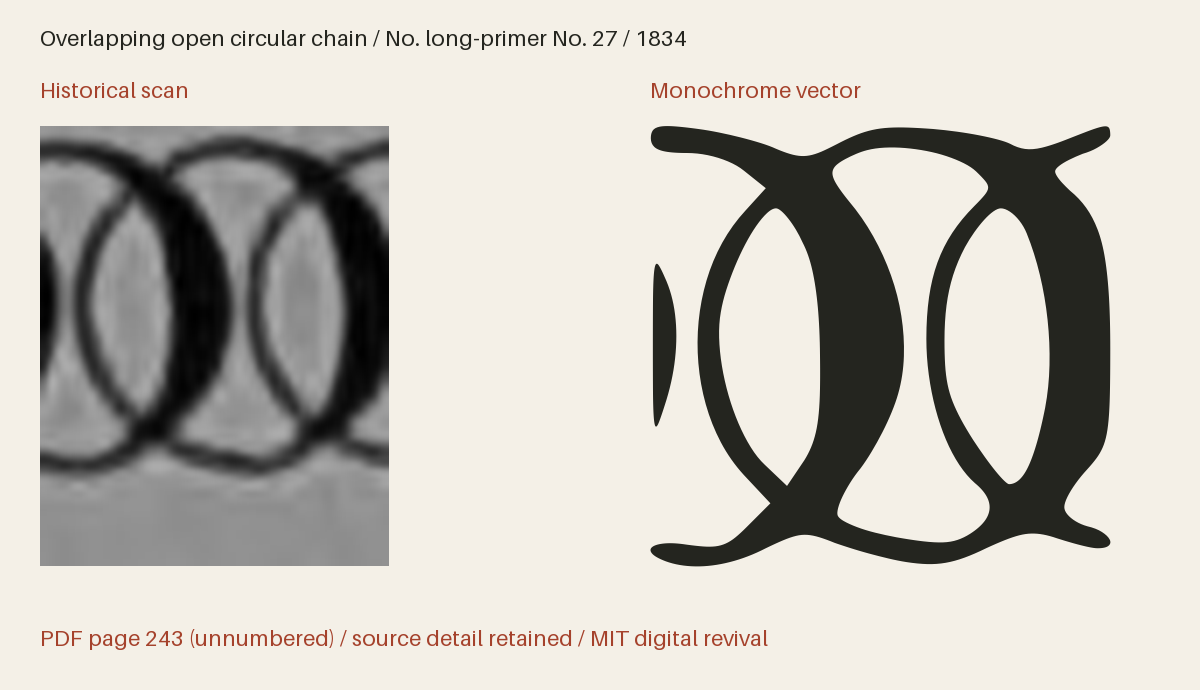 Overlapping open circular chain / No. long-primer No. 27 / 1834
Historical scan
Monochrome vector
PDF page 243 (unnumbered) / source detail retained / MIT digital revival